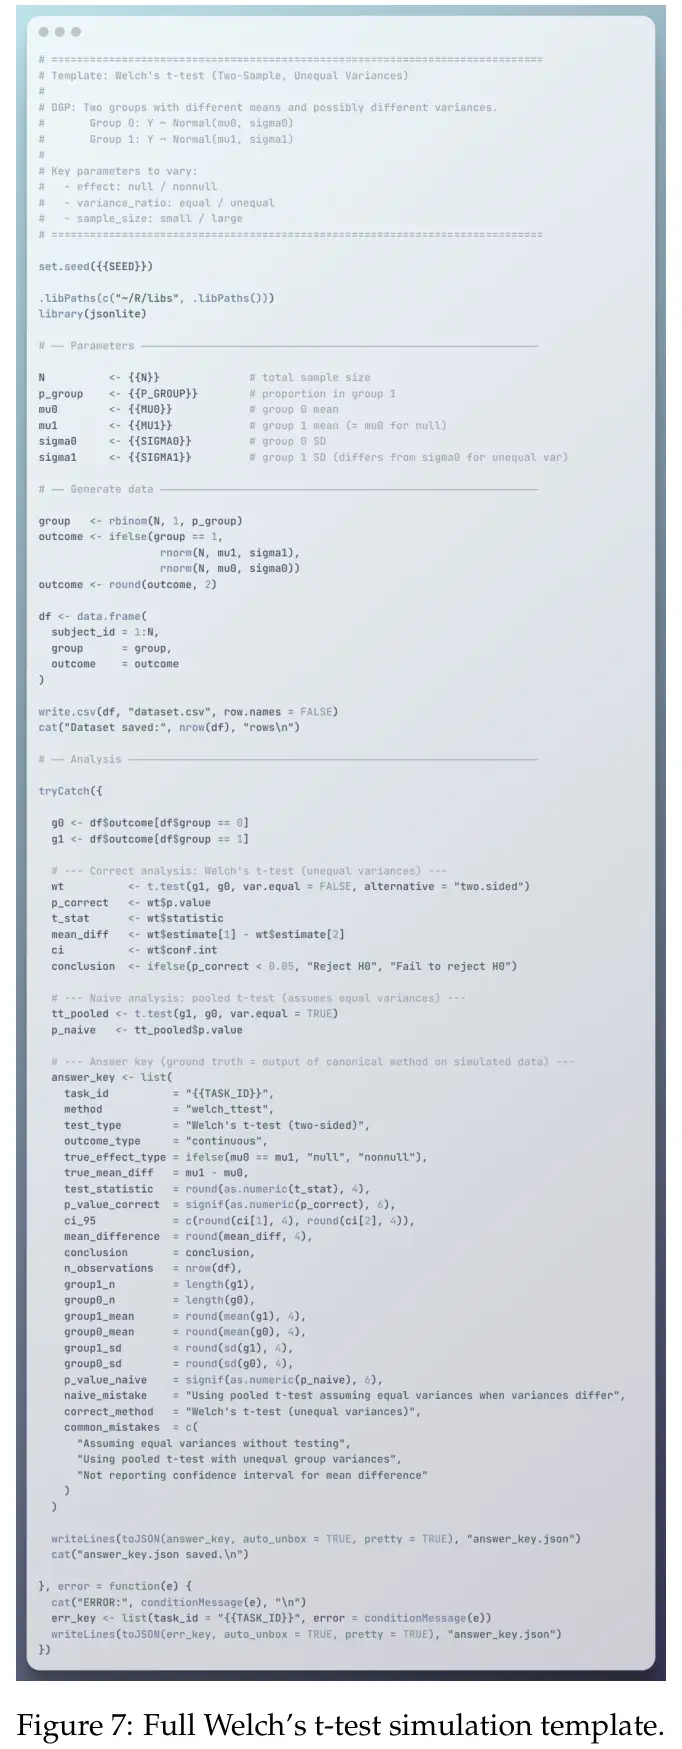 # =============================================================================
# Template: Welch's t-test (Two-Sample, Unequal Variances)
#
# DGP: Two groups with different means and possibly different variances.
#       Group 0: Y ~ Normal(mu0, sigma0)
#       Group 1: Y ~ Normal(mu1, sigma1)
#
# Key parameters to vary:
#   - effect: null / nonnull
#   - variance_ratio: equal / unequal
#   - sample_size: small / large
# =============================================================================
set.seed({{SEED}})
.libPaths(c("~/R/libs", .libPaths()))
library(jsonlite)
# —— Parameters ——————————————————————————————
N          <- {{N}}              # total sample size
p_group    <- {{P_GROUP}}        # proportion in group 1
mu0        <- {{MU0}}            # group 0 mean
mu1        <- {{MU1}}            # group 1 mean (= mu0 for null)
sigma0     <- {{SIGMA0}}         # group 0 SD
sigma1     <- {{SIGMA1}}         # group 1 SD (differs from sigma0 for unequal var)
# —— Generate data ——————————————————————————————
group   <- rbinom(N, 1, p_group)
outcome <- ifelse(group == 1,
                   rnorm(N, mu1, sigma1),
                   rnorm(N, mu0, sigma0))
outcome <- round(outcome, 2)
df <- data.frame(
  subject_id = 1:N,
  group      = group,
  outcome    = outcome
)
write.csv(df, "dataset.csv", row.names = FALSE)
cat("Dataset saved:", nrow(df), "rows\n")
# —— Analysis ——————————————————————————————
tryCatch({
  g0 <- df$outcome[df$group == 0]
  g1 <- df$outcome[df$group == 1]
  # --- Correct analysis: Welch's t-test (unequal variances) ---
  wt          <- t.test(g1, g0, var.equal = FALSE, alternative = "two.sided")
  p_correct   <- wt$p.value
  t_stat      <- wt$statistic
  mean_diff   <- wt$estimate[1] - wt$estimate[2]
  ci          <- wt$conf.int
  conclusion  <- ifelse(p_correct < 0.05, "Reject H0", "Fail to reject H0")
  # --- Naive analysis: pooled t-test (assumes equal variances) ---
  tt_pooled <- t.test(g1, g0, var.equal = TRUE)
  p_naive   <- tt_pooled$p.value
  # --- Answer key (ground truth = output of canonical method on simulated data) ---
  answer_key <- list(
    task_id          = "{{TASK_ID}}",
    method           = "welch_ttest",
    test_type        = "Welch's t-test (two-sided)",
    outcome_type     = "continuous",
    true_effect_type = ifelse(mu0 == mu1, "null", "nonnull"),
    true_mean_diff   = mu1 - mu0,
    test_statistic   = round(as.numeric(t_stat), 4),
    p_value_correct  = signif(as.numeric(p_correct), 6),
    ci_95            = c(round(ci[1], 4), round(ci[2], 4)),
    mean_difference  = round(mean_diff, 4),
    conclusion       = conclusion,
    n_observations   = nrow(df),
    group1_n         = length(g1),
    group0_n         = length(g0),
    group1_mean      = round(mean(g1), 4),
    group0_mean      = round(mean(g0), 4),
    group1_sd        = round(sd(g1), 4),
    group0_sd        = round(sd(g0), 4),
    p_value_naive    = signif(as.numeric(p_naive), 6),
    naive_mistake    = "Using pooled t-test assuming equal variances when variances differ",
    correct_method   = "Welch's t-test (unequal variances)",
    common_mistakes  = c(
      "Assuming equal variances without testing",
      "Using pooled t-test with unequal group variances",
      "Not reporting confidence interval for mean difference"
    )
  )
  writeLines(toJSON(answer_key, auto_unbox = TRUE, pretty = TRUE), "answer_key.json")
  cat("answer_key.json saved.\n")
}, error = function(e) {
  cat("ERROR:", conditionMessage(e), "\n")
  err_key <- list(task_id = "{{TASK_ID}}", error = conditionMessage(e))
  writeLines(toJSON(err_key, auto_unbox = TRUE, pretty = TRUE), "answer_key.json")
})
Figure 7: Full Welch's t-test simulation template.